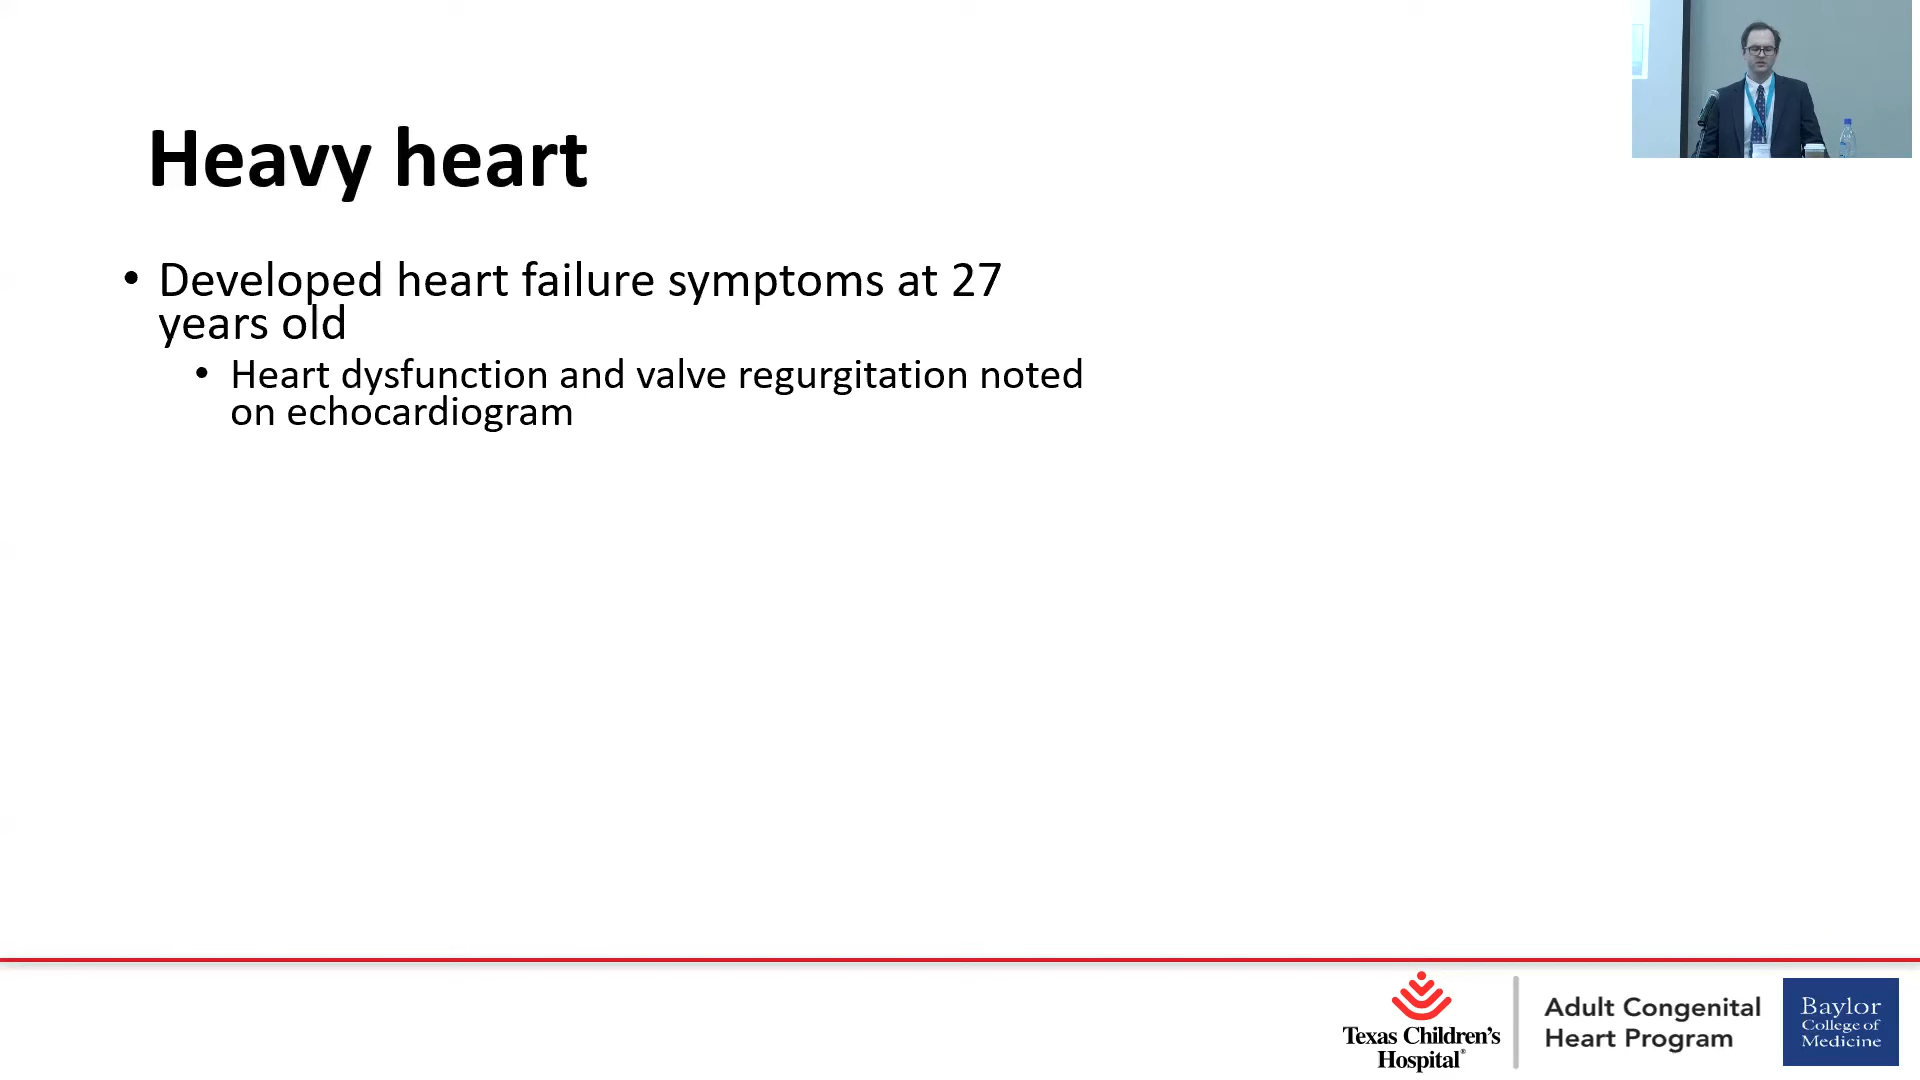 Heavy heart
• Developed heart failure symptoms at 27
years old
• Heart dysfunction and valve regurgitation noted
on echocardiogram
Texas Children's
Hospital®
Adult Congenital
Heart Program
Baylor
College of
Medicine